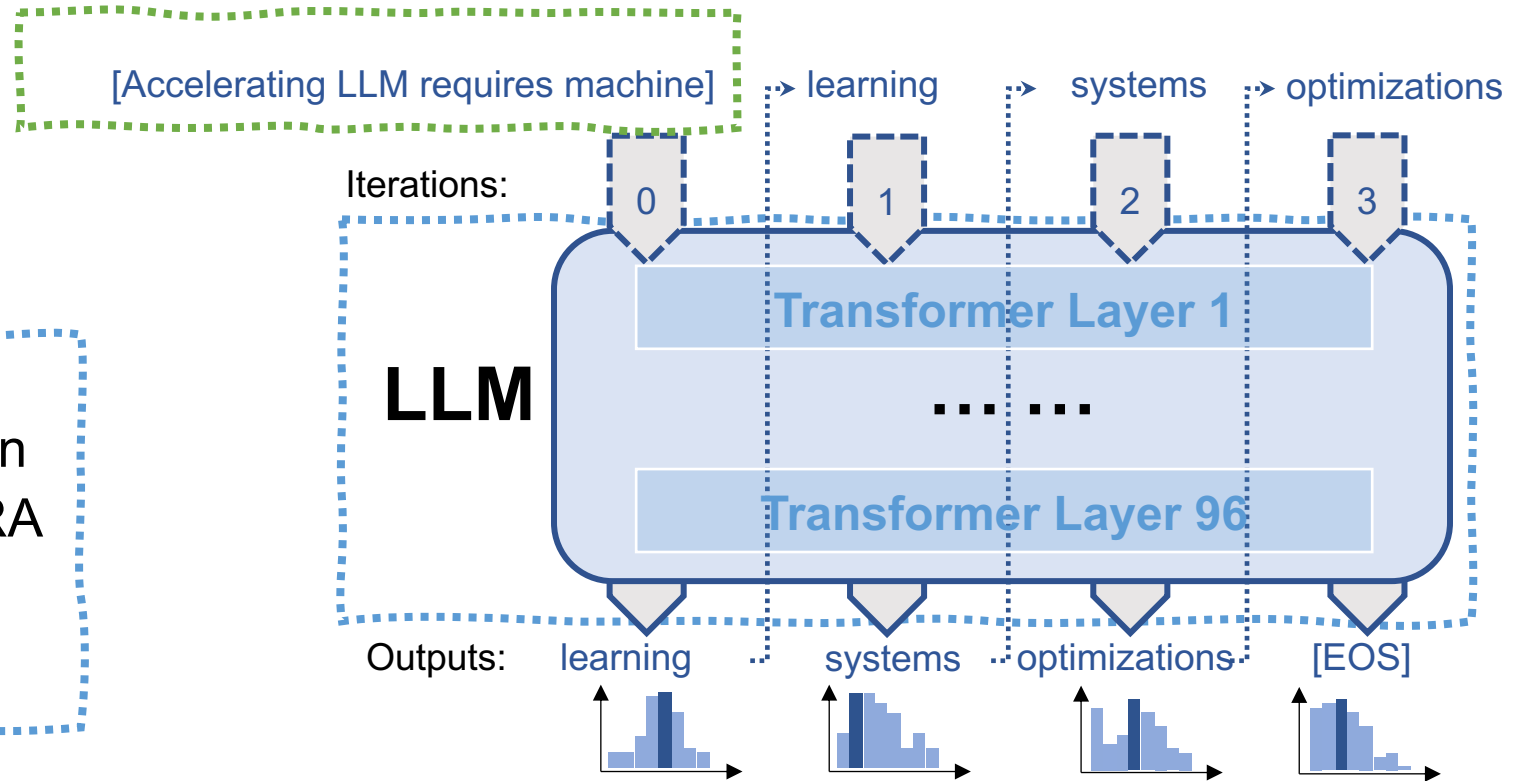 [Accelerating LLM requires machine] learning systems optimizations
Iterations:
0 1 2 3
Transformer Layer 1
LLM
... ...
Transformer Layer 96
Outputs: learning systems optimizations [EOS]
n
RA